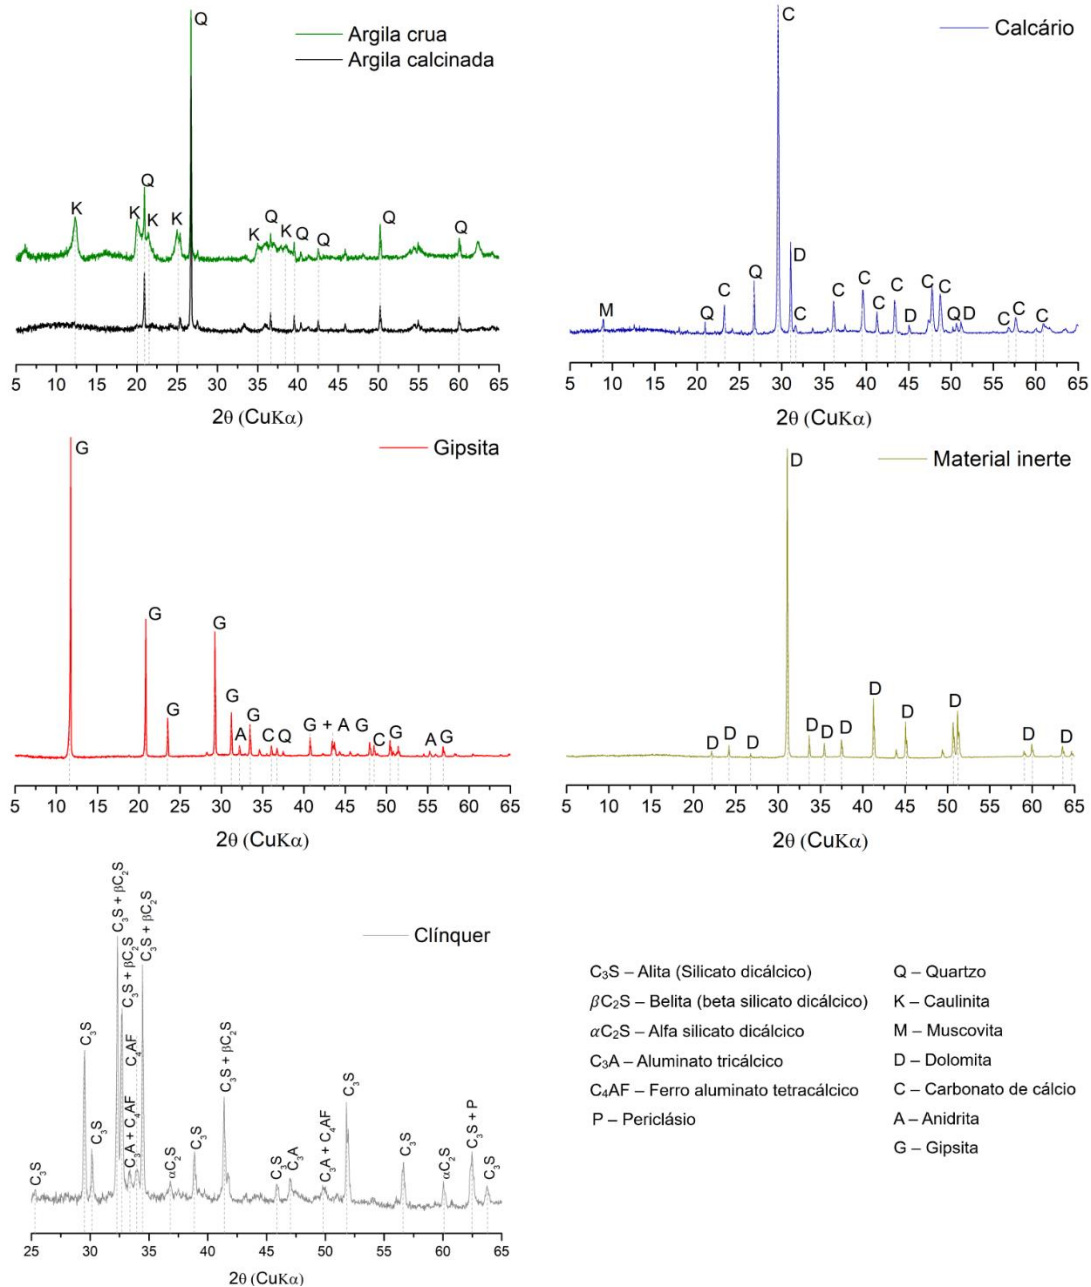 Argila crua
Argila calcinada
Q
K
K
Q
K
K
K
Q
K
Q
Q
Q
Q
5 10 15 20 25 30 35 40 45 50 55 60 65
2θ (CuKα)
Calcário
C
M
Q
C
Q
D
C
C
C
C
C
D
C
C
Q
D
C
C
C
5 10 15 20 25 30 35 40 45 50 55 60 65
2θ (CuKα)
Gipsita
G
G
G
G
G
A
G
C
Q
G + A
G
C
G
A
G
5 10 15 20 25 30 35 40 45 50 55 60 65
2θ (CuKα)
Material inerte
D
D
D
D
D
D
D
D
D
D
D
D
5 10 15 20 25 30 35 40 45 50 55 60 65
2θ (CuKα)
Clínquer
C₃S
C₃S
C₃S
C₃S + βC₂S
C₃S + βC₂S
C₃A + C₄AF
C₄AF
C₃S + βC₂S
αC₂S
C₃S
C₃S + βC₂S
C₃S
C₃A
C₃A + C₄AF
C₃S
C₃S
αC₂S
C₃S + P
C₃S
25 30 35 40 45 50 55 60 65
2θ (CuKα)
C₃S – Alita (Silicato dicálcico)
βC₂S – Belita (beta silicato dicálcico)
αC₂S – Alfa silicato dicálcico
C₃A – Aluminato tricálcico
C₄AF – Ferro aluminato tetracálcico
P – Periclásio
Q – Quartzo
K – Caulinita
M – Muscovita
D – Dolomita
C – Carbonato de cálcio
A – Anidrita
G – Gipsita